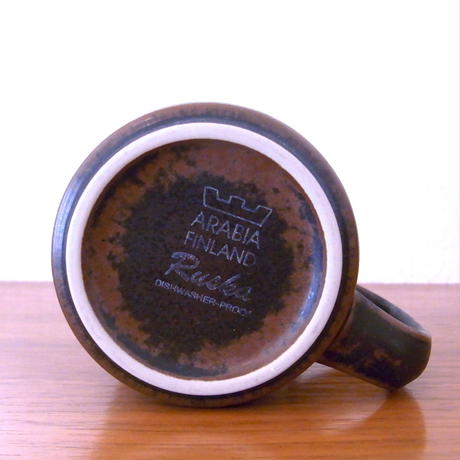 ARABIA
FINLAND
Ruska
DISHWASHER-PROOF